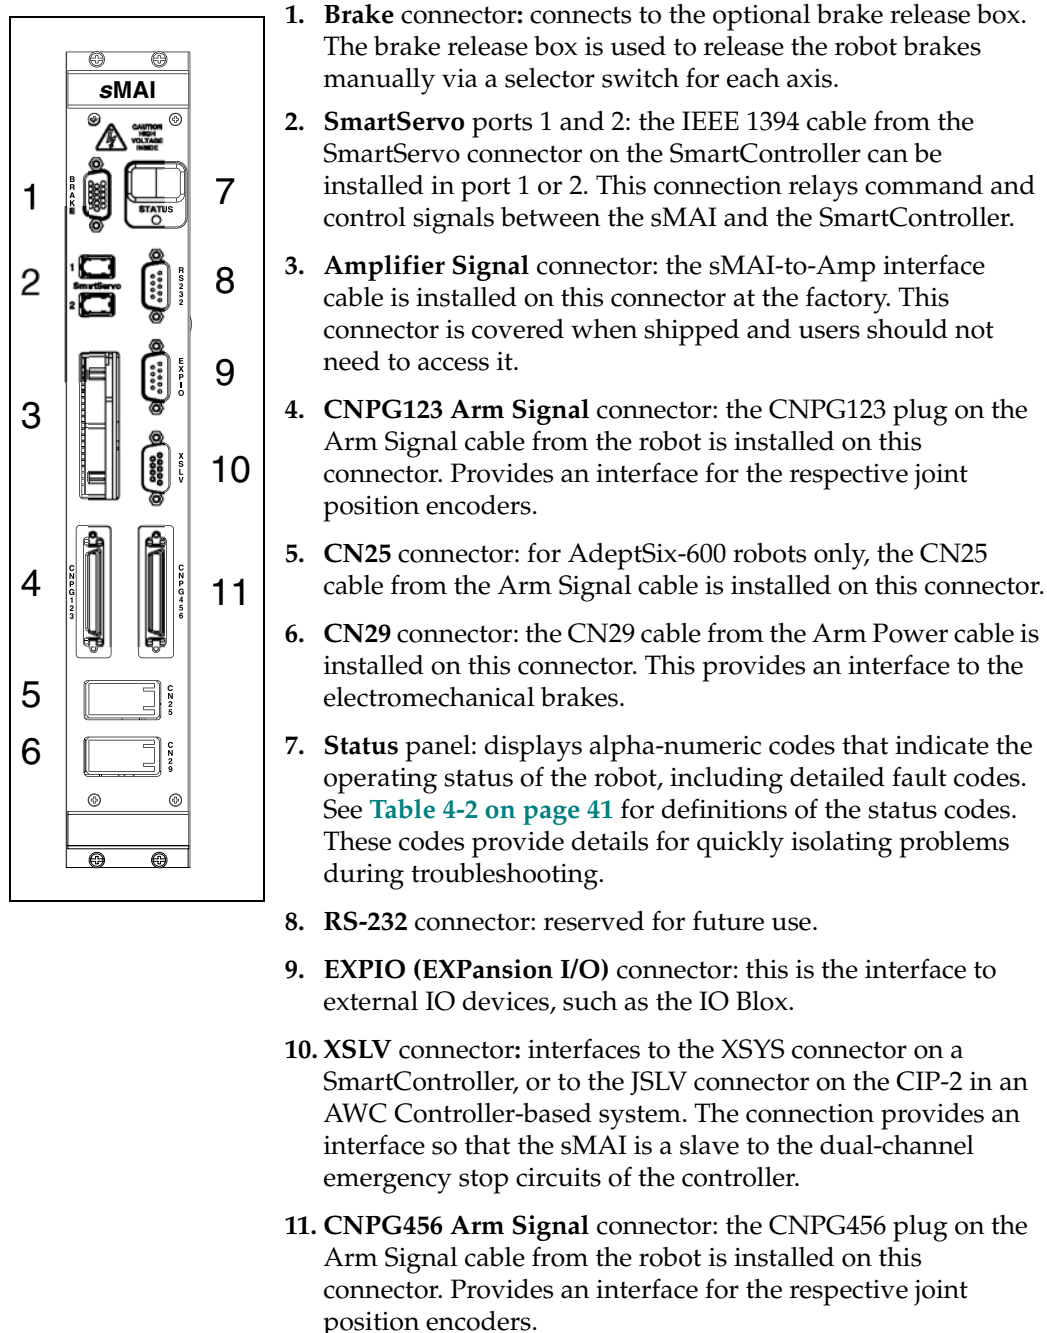 sMAI
CAUTION
HIGH
VOLTAGE
INSIDE
BRAKE
STATUS
1
7
1
SmartServo
2
RS232
2
8
EXPIO
9
3
XSLV
10
CNPG123
CNPG456
4
11
5
CN25
6
CN29
1. Brake connector: connects to the optional brake release box.
The brake release box is used to release the robot brakes
manually via a selector switch for each axis.
2. SmartServo ports 1 and 2: the IEEE 1394 cable from the
SmartServo connector on the SmartController can be
installed in port 1 or 2. This connection relays command and
control signals between the sMAI and the SmartController.
3. Amplifier Signal connector: the sMAI-to-Amp interface
cable is installed on this connector at the factory. This
connector is covered when shipped and users should not
need to access it.
4. CNPG123 Arm Signal connector: the CNPG123 plug on the
Arm Signal cable from the robot is installed on this
connector. Provides an interface for the respective joint
position encoders.
5. CN25 connector: for AdeptSix-600 robots only, the CN25
cable from the Arm Signal cable is installed on this connector.
6. CN29 connector: the CN29 cable from the Arm Power cable is
installed on this connector. This provides an interface to the
electromechanical brakes.
7. Status panel: displays alpha-numeric codes that indicate the
operating status of the robot, including detailed fault codes.
See Table 4-2 on page 41 for definitions of the status codes.
These codes provide details for quickly isolating problems
during troubleshooting.
8. RS-232 connector: reserved for future use.
9. EXPIO (EXPansion I/O) connector: this is the interface to
external IO devices, such as the IO Blox.
10. XSLV connector: interfaces to the XSYS connector on a
SmartController, or to the JSLV connector on the CIP-2 in an
AWC Controller-based system. The connection provides an
interface so that the sMAI is a slave to the dual-channel
emergency stop circuits of the controller.
11. CNPG456 Arm Signal connector: the CNPG456 plug on the
Arm Signal cable from the robot is installed on this
connector. Provides an interface for the respective joint
position encoders.